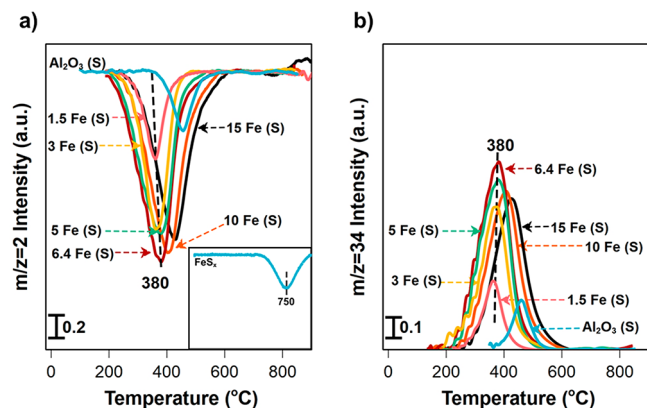 a)
m/z=2 Intensity (a.u.)
Al₂O₃ (S)
1.5 Fe (S)
3 Fe (S)
15 Fe (S)
5 Fe (S)
10 Fe (S)
6.4 Fe (S)
380
FeSₓ
750
0.2
0 200 400 600 800
Temperature (°C)
b)
m/z=34 Intensity (a.u.)
380
6.4 Fe (S)
5 Fe (S)
15 Fe (S)
10 Fe (S)
3 Fe (S)
1.5 Fe (S)
Al₂O₃ (S)
0.1
0 200 400 600 800
Temperature (°C)